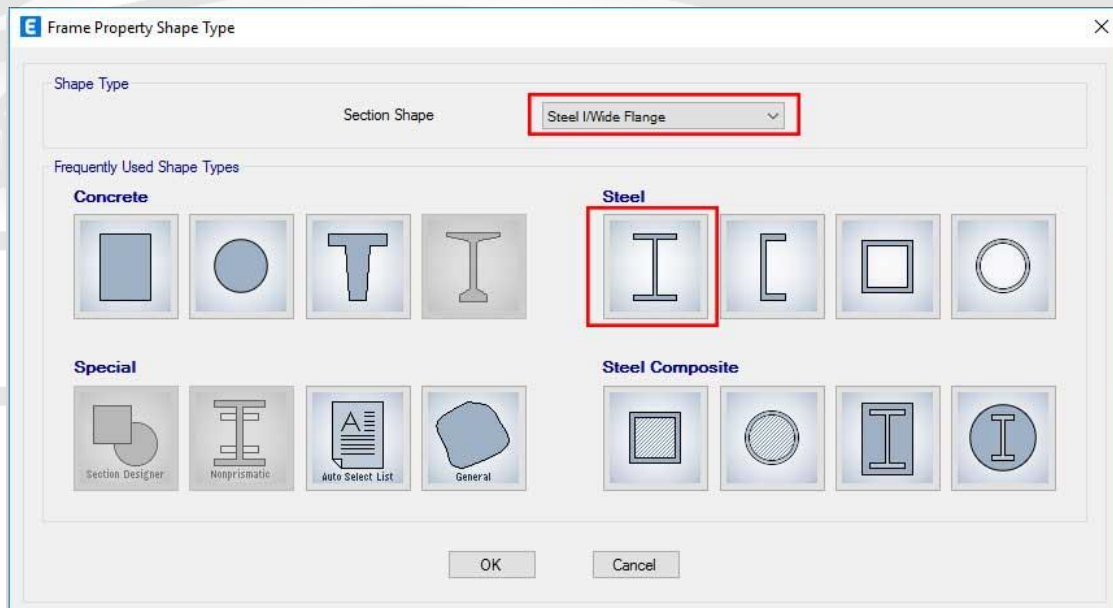 E Frame Property Shape Type
Shape Type
Section Shape
Steel I/Wide Flange
Frequently Used Shape Types
Concrete
Steel
Special
Steel Composite
Section Designer
Nonprismatic
A
Auto Select List
General
OK
Cancel